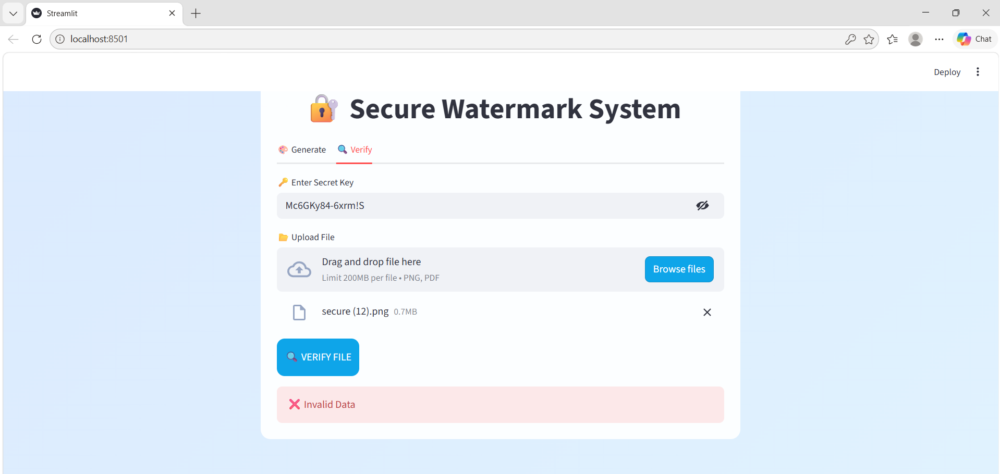 Streamlit
localhost:8501
Chat
Deploy
Secure Watermark System
Generate Verify
Enter Secret Key
Mc6GKy84-6xrm!S
Upload File
Drag and drop file here
Limit 200MB per file • PNG, PDF
Browse files
secure (12).png 0.7MB
VERIFY FILE
Invalid Data